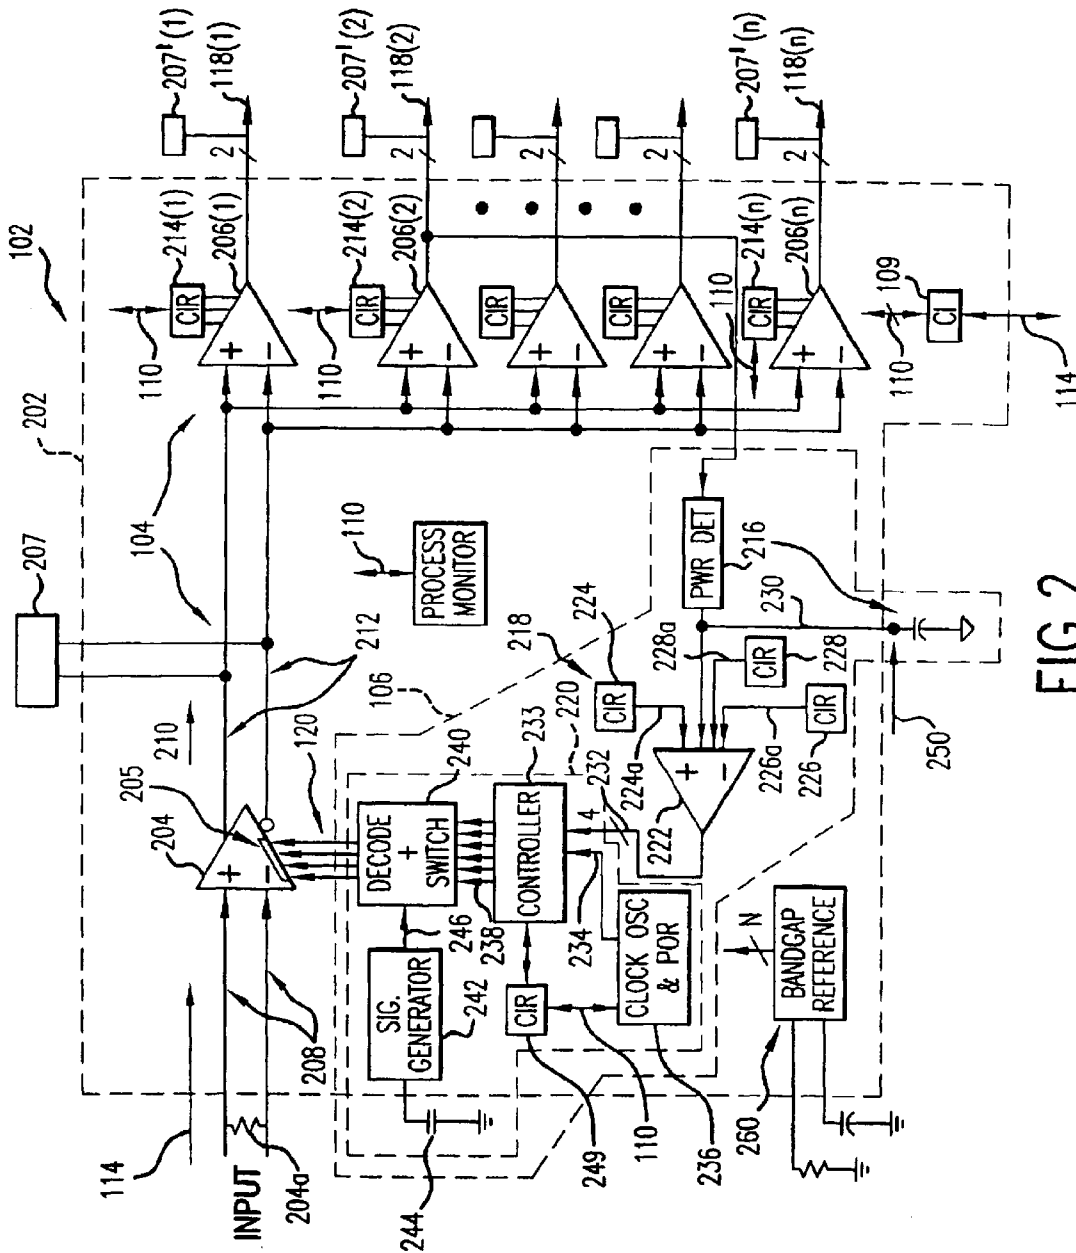 102
202
207
104
210
212
205
204
208
114
INPUT
204a
110
214(1)
CIR
206(1)
2
207'(1)
118(1)
110
214(2)
CIR
206(2)
2
207'(2)
118(2)
CIR
2
CIR
2
110
214(n)
CIR
206(n)
2
207'(n)
118(n)
110
109
CI
114
110
PROCESS
MONITOR
120
106
240
DECODE
+
SWITCH
246
238
SIG.
GENERATOR
242
244
220
233
CONTROLLER
4
232
234
CIR
249
110
CLOCK OSC
& POR
236
218
224
CIR
224a
222
226a
CIR
226
228a
CIR
228
PWR DET
216
230
250
N
BANDGAP
REFERENCE
260
+
-
+
-
+
-
+
-
+
-
+
-
+
-
FIG.2